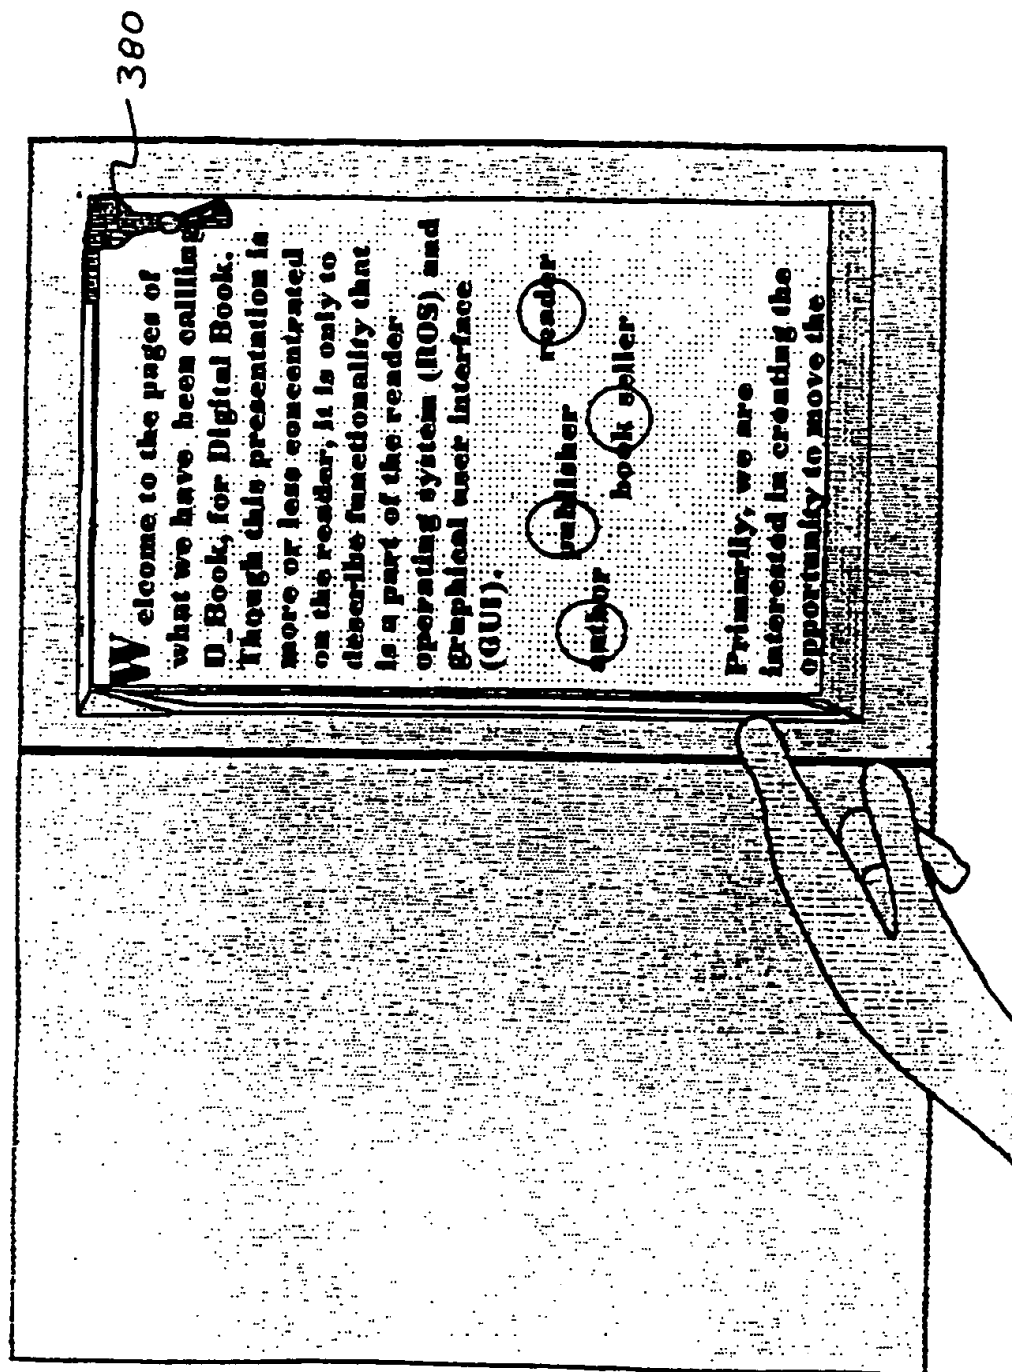 380
Welcome to the pages of
what we have been callling
D_Book, for Digital Book.
Though this presentation is
more or less concentrated
on the reader, it is only to
describe functionality that
is a part of the reader
operating system (ROS) and
graphical user interface
(GUI).
author publisher reader
book seller
Primarily, we are
interested in creating the
opportunity to move the